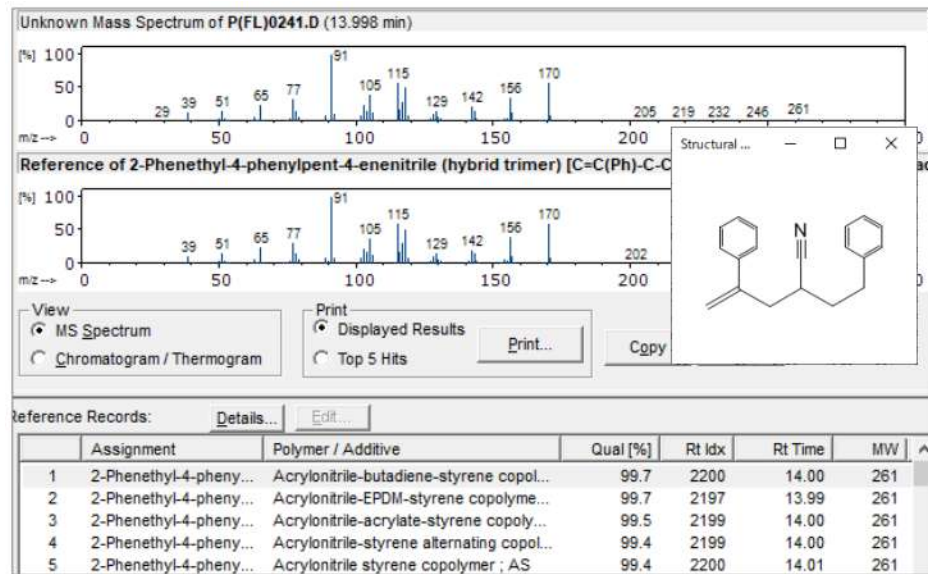 Unknown Mass Spectrum of P(FL)0241.D (13.998 min)
[%] 100
91
115
170
50
29 39 51 65 77 105 129 142 156 205 219 232 246 261
0
m/z --> 0 50 100 150 200
Structural ...
Reference of 2-Phenethyl-4-phenylpent-4-enenitrile (hybrid trimer) [C=C(Ph)-C-C
[%] 100
91
115
170
50
39 51 65 77 105 129 142 156 202
0
m/z --> 0 50 100 150 200
N
View
MS Spectrum
Chromatogram / Thermogram
Print
Displayed Results
Top 5 Hits
Print...
Copy
Reference Records: Details... Edit...
Assignment Polymer / Additive Qual [%] Rt Idx Rt Time MW
1 2-Phenethyl-4-pheny... Acrylonitrile-butadiene-styrene copol... 99.7 2200 14.00 261
2 2-Phenethyl-4-pheny... Acrylonitrile-EPDM-styrene copolyme... 99.7 2197 13.99 261
3 2-Phenethyl-4-pheny... Acrylonitrile-acrylate-styrene copoly... 99.5 2199 14.00 261
4 2-Phenethyl-4-pheny... Acrylonitrile-styrene alternating copol... 99.4 2199 14.00 261
5 2-Phenethyl-4-pheny... Acrylonitrile styrene copolymer ; AS 99.4 2200 14.01 261